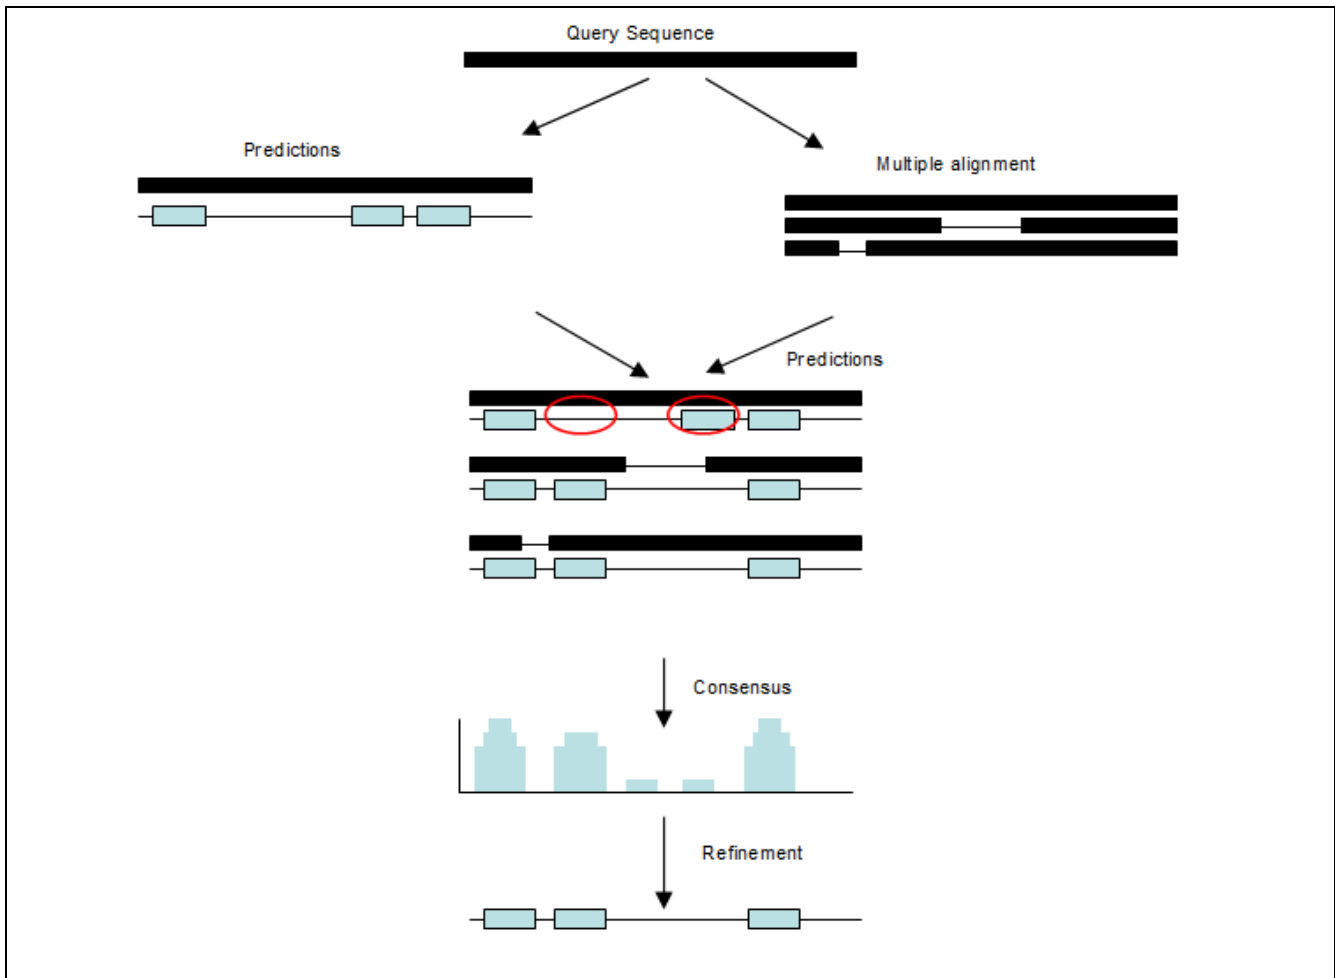 Query Sequence
Predictions
Multiple alignment
Predictions
Consensus
Refinement